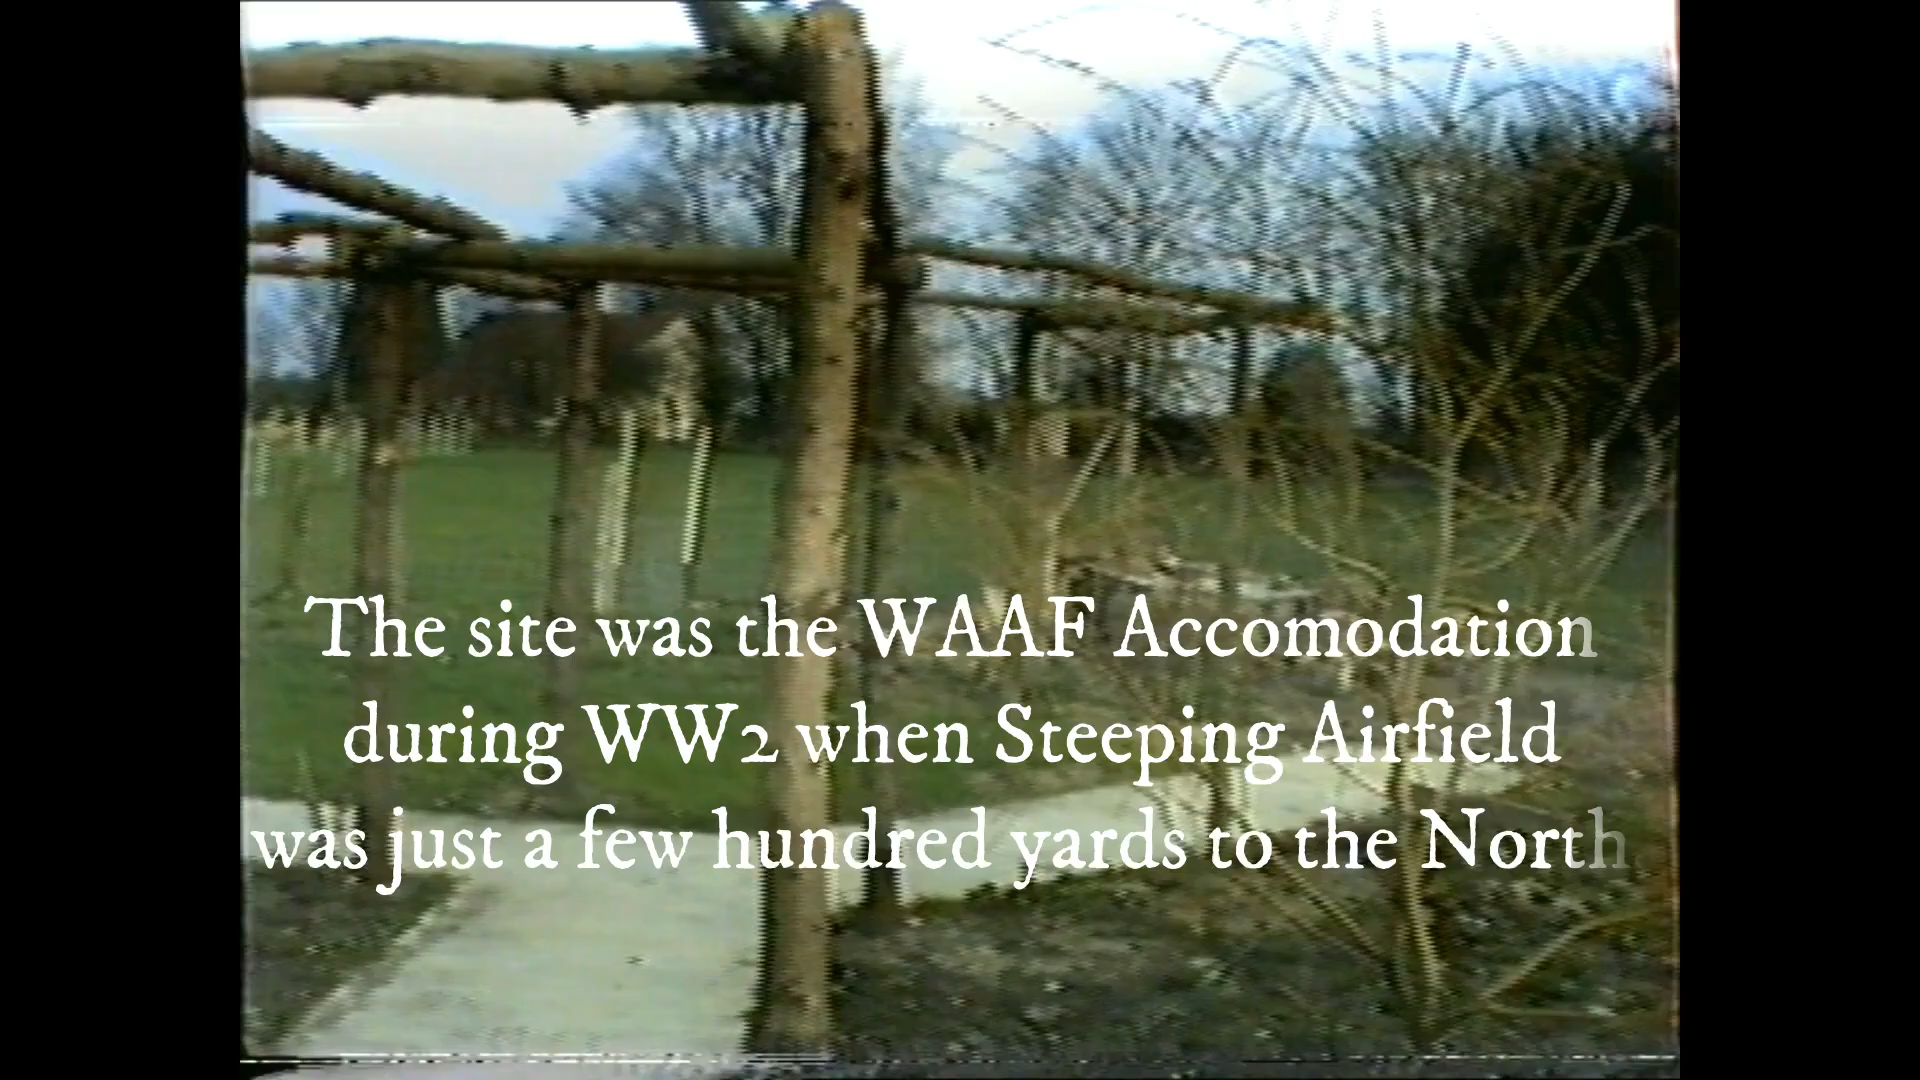 The site was the WAAF Accomodation
during WW2 when Steeping Airfield
was just a few hundred yards to the North